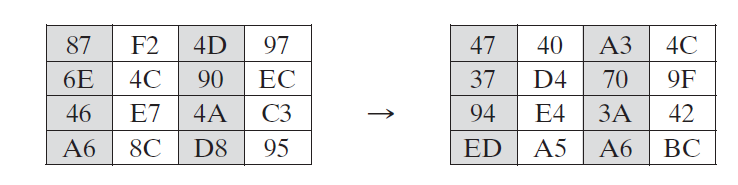 87 F2 4D 97 47 40 A3 4C
6E 4C 90 EC 37 D4 70 9F
46 E7 4A C3 → 94 E4 3A 42
A6 8C D8 95 ED A5 A6 BC